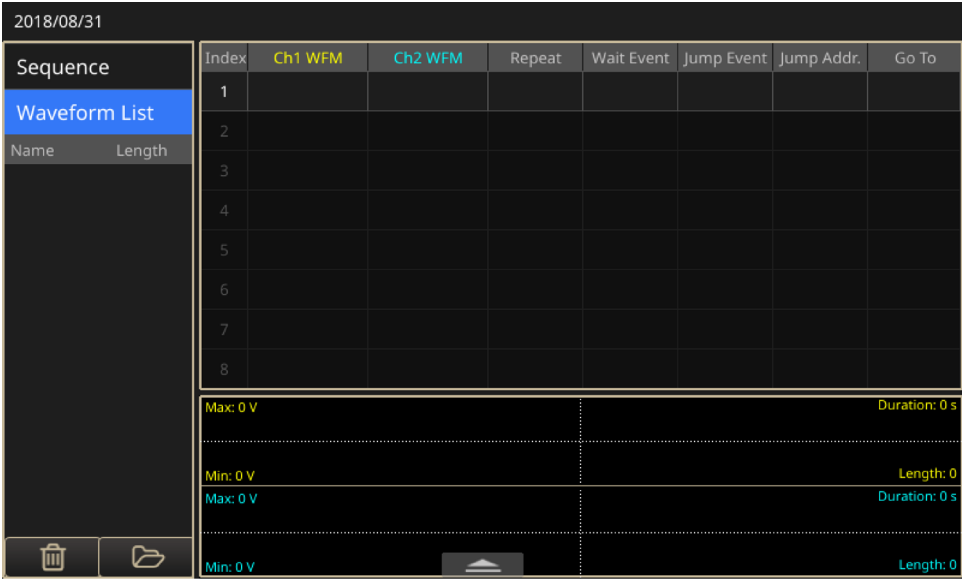 2018/08/31
Sequence
Waveform List
Name Length
Index Ch1 WFM Ch2 WFM Repeat Wait Event Jump Event Jump Addr. Go To
1
2
3
4
5
6
7
8
Max: 0 V Duration: 0 s
Min: 0 V Length: 0
Max: 0 V Duration: 0 s
Min: 0 V Length: 0